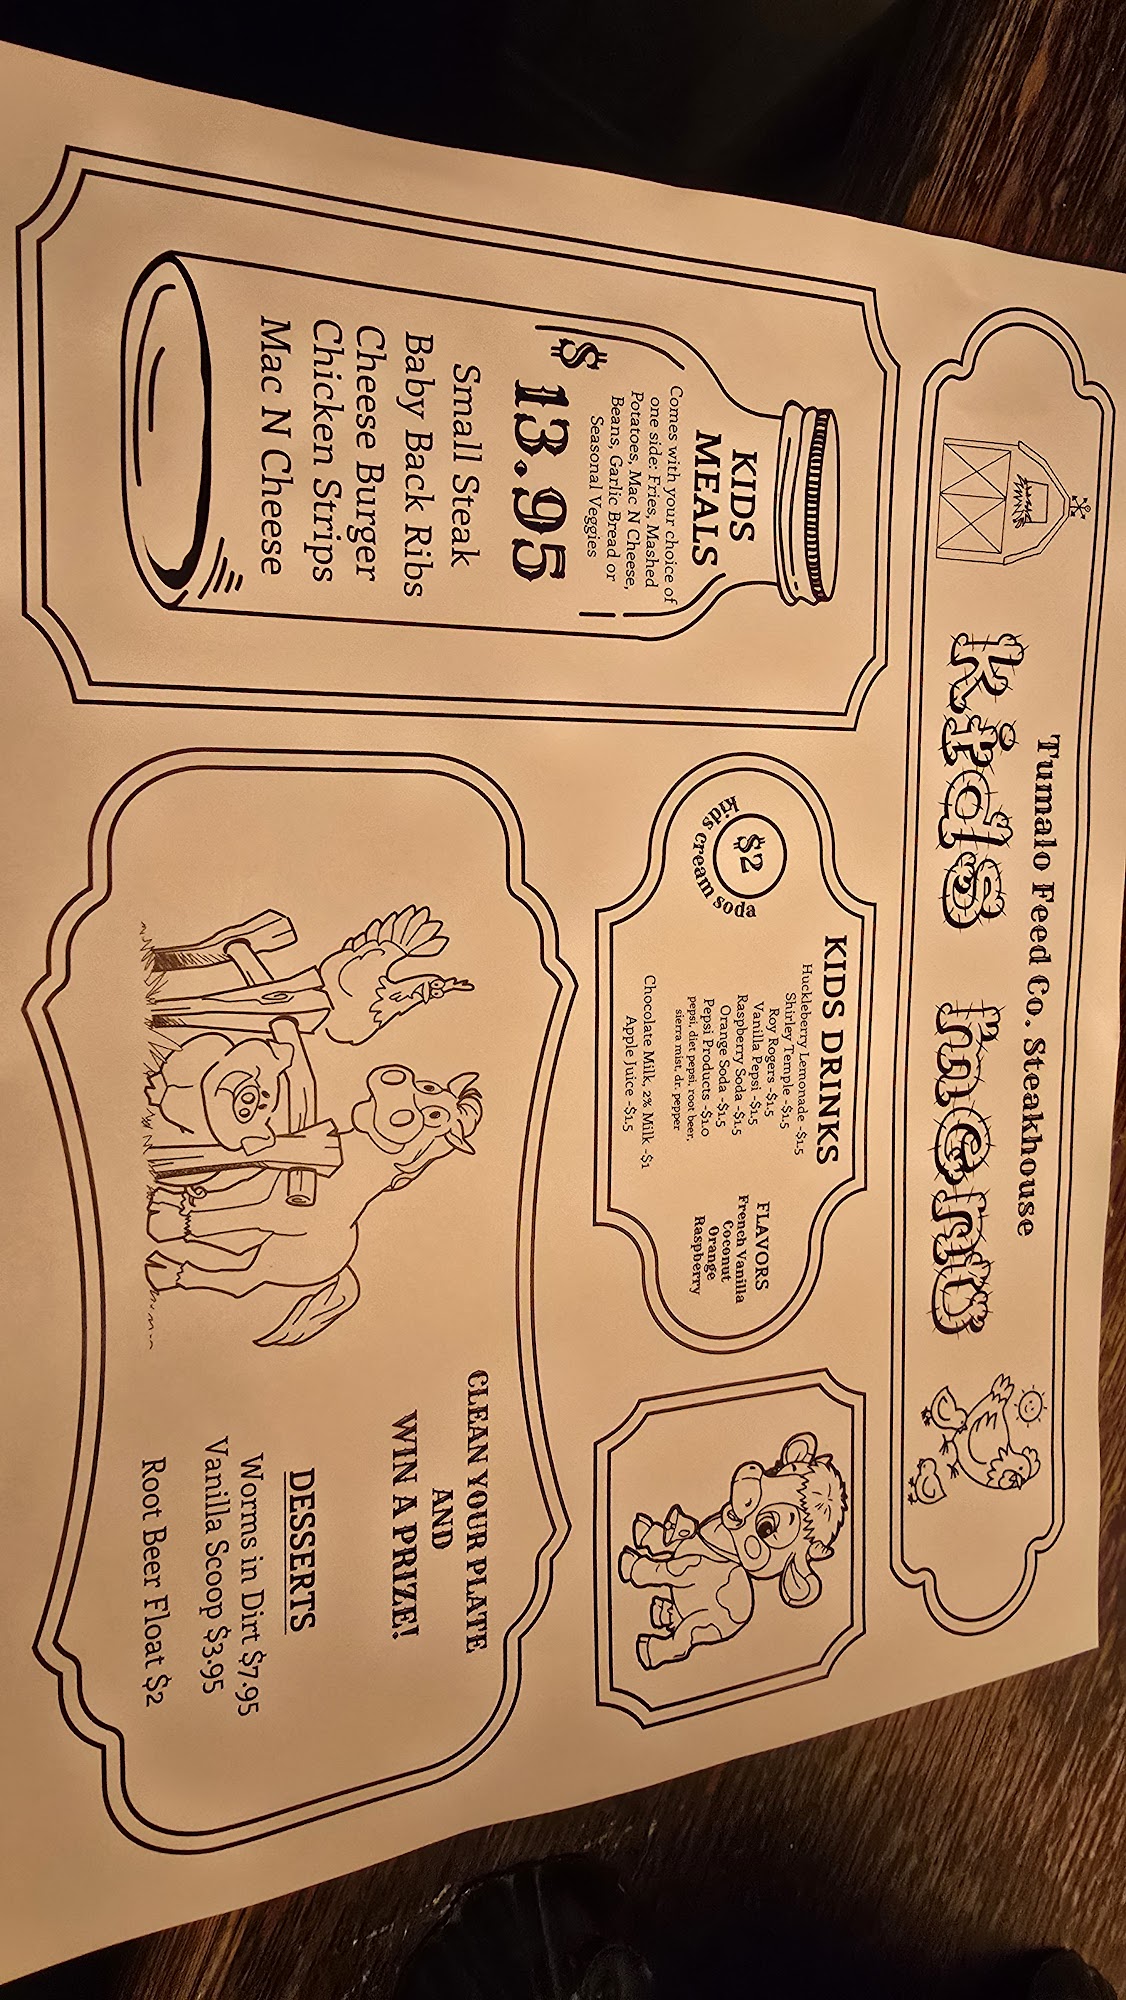 Tumalo Feed Co. Steakhouse
kids menu
KIDS
MEALS
Comes with your choice of
one side: Fries, Mashed
Potatoes, Mac N Cheese,
Beans, Garlic Bread or
Seasonal Veggies
$ 13.95
Small Steak
Baby Back Ribs
Cheese Burger
Chicken Strips
Mac N Cheese
$2
kids cream soda
KIDS DRINKS
Huckleberry Lemonade -$1.5
Shirley Temple -$1.5
Roy Rogers -$1.5
Vanilla Pepsi -$1.5
Raspberry Soda -$1.5
Orange Soda -$1.5
Pepsi Products -$1.0
pepsi, diet pepsi, root beer,
sierra mist, dr. pepper
Chocolate Milk, 2% Milk -$1
Apple Juice -$1.5
FLAVORS
French Vanilla
Coconut
Orange
Raspberry
CLEAN YOUR PLATE
AND
WIN A PRIZE!
DESSERTS
Worms in Dirt $7.95
Vanilla Scoop $3.95
Root Beer Float $2